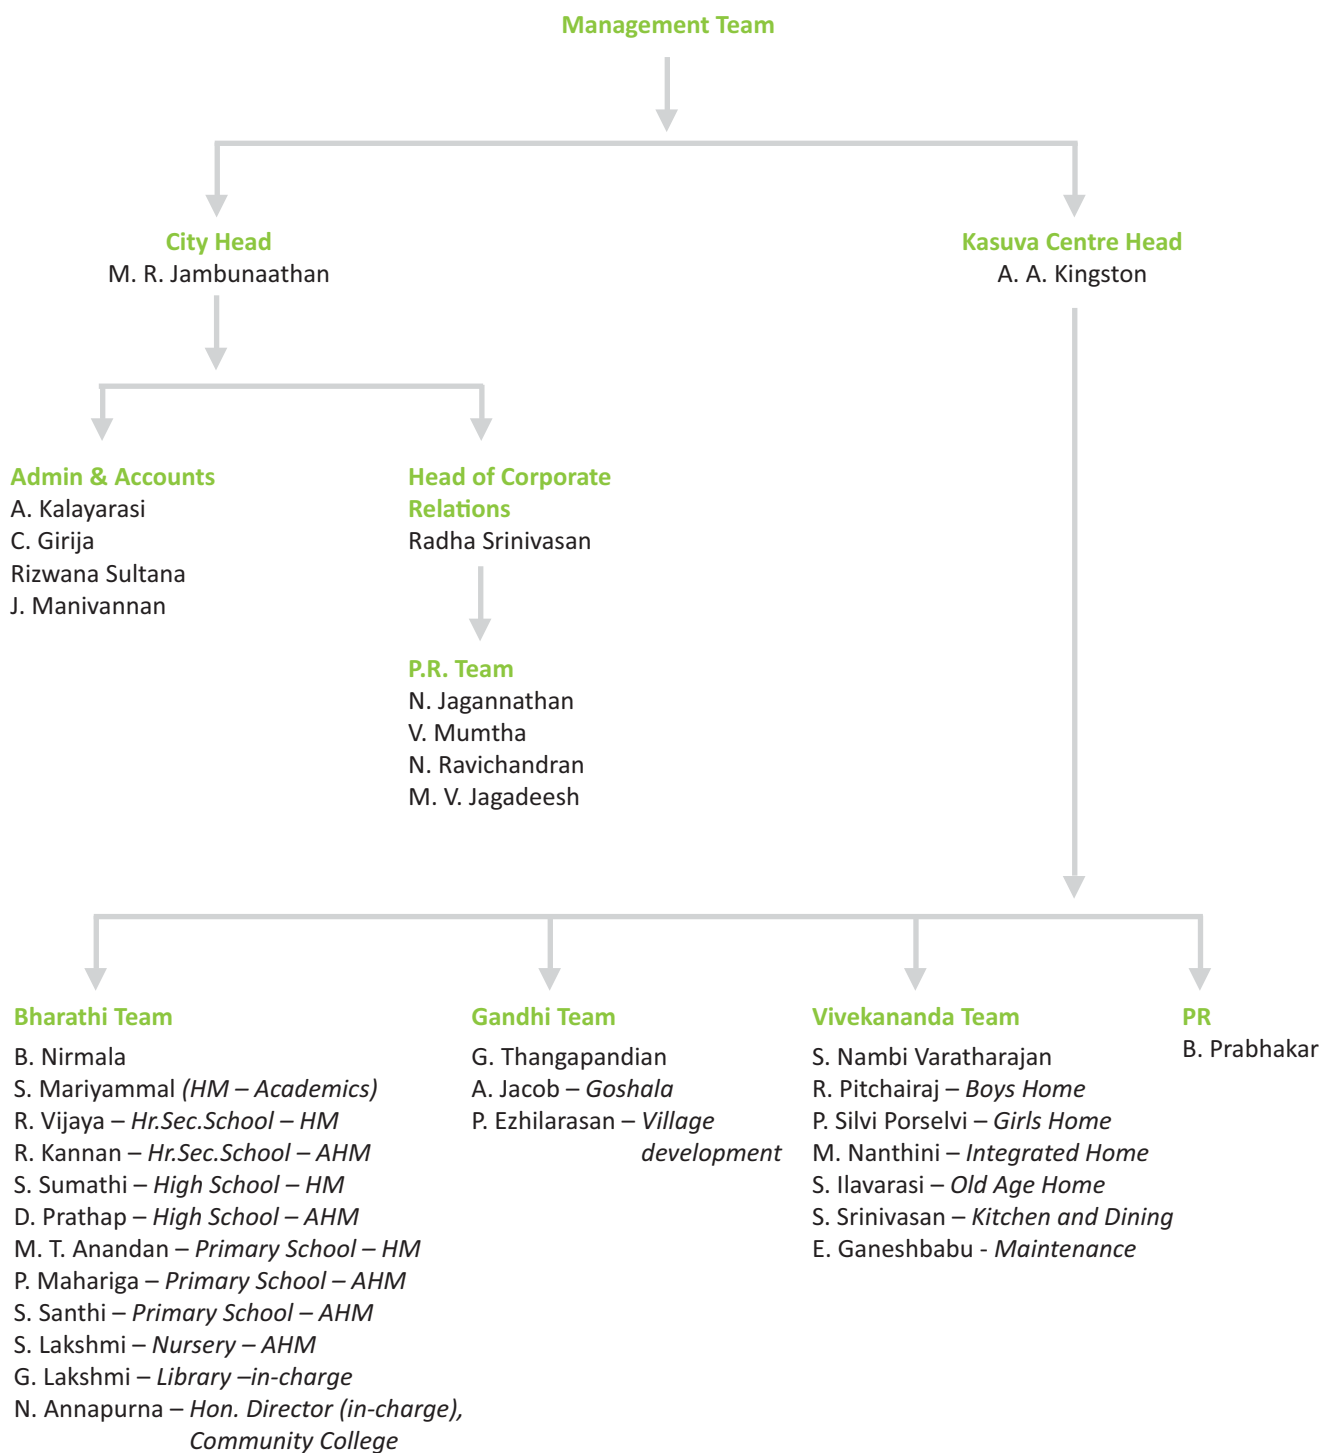 Management Team
City Head
M. R. Jambunaathan
Kasuva Centre Head
A. A. Kingston
Admin & Accounts
A. Kalayarasi
C. Girija
Rizwana Sultana
J. Manivannan
Head of Corporate
Relations
Radha Srinivasan
P.R. Team
N. Jagannathan
V. Mumtha
N. Ravichandran
M. V. Jagadeesh
Bharathi Team
B. Nirmala
S. Mariyammal (HM – Academics)
R. Vijaya – Hr.Sec.School – HM
R. Kannan – Hr.Sec.School – AHM
S. Sumathi – High School – HM
D. Prathap – High School – AHM
M. T. Anandan – Primary School – HM
P. Mahariga – Primary School – AHM
S. Santhi – Primary School – AHM
S. Lakshmi – Nursery – AHM
G. Lakshmi – Library –in-charge
N. Annapurna – Hon. Director (in-charge),
Community College
Gandhi Team
G. Thangapandian
A. Jacob – Goshala
P. Ezhilarasan – Village
development
Vivekananda Team
S. Nambi Varatharajan
R. Pitchairaj – Boys Home
P. Silvi Porselvi – Girls Home
M. Nanthini – Integrated Home
S. Ilavarasi – Old Age Home
S. Srinivasan – Kitchen and Dining
E. Ganeshbabu - Maintenance
PR
B. Prabhakar